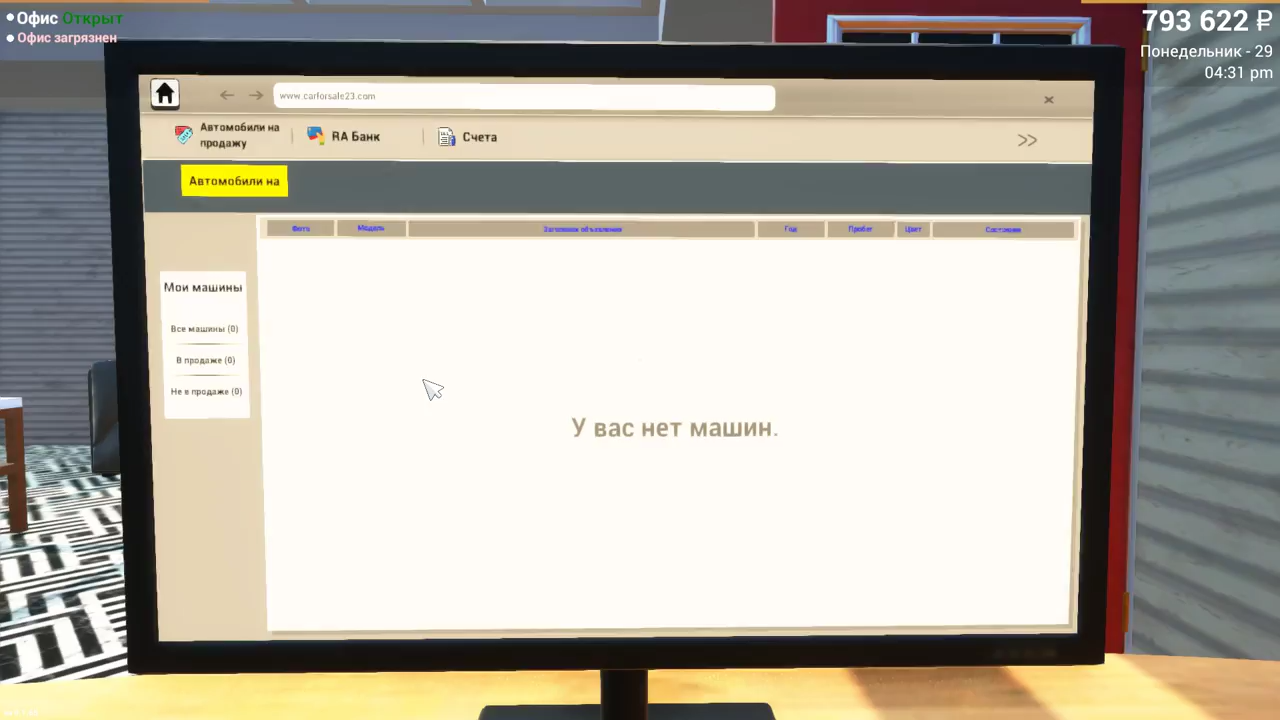 Офис Открыт
Офис загрязнен
793 622 ₽
Понедельник - 29
04:31 pm
www.carforsale23.com
Автомобили на
продажу
RA Банк
Счета
>>
Автомобили на
Фото Модель Заголовок объявления Год Пробег Цвет Состояние
Мои машины
Все машины (0)
В продаже (0)
Не в продаже (0)
У вас нет машин.